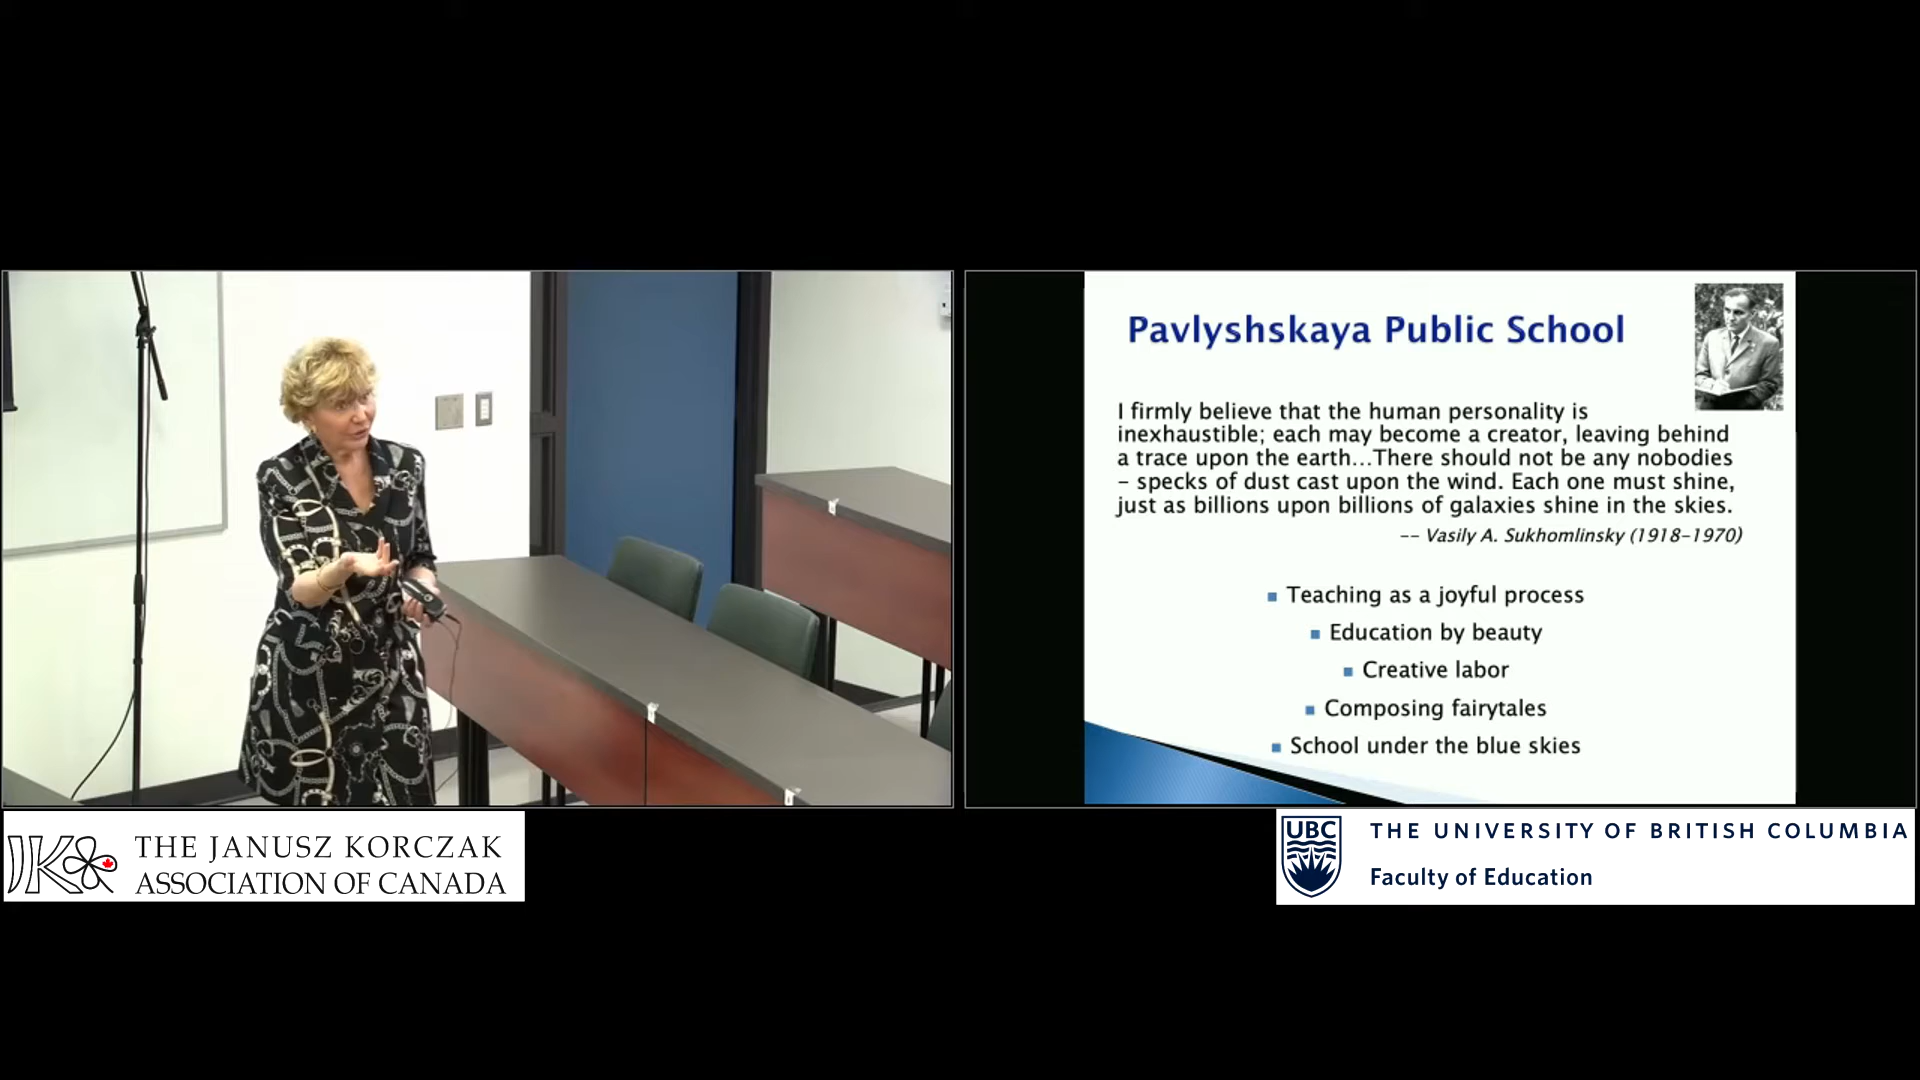 Pavlyshskaya Public School
I firmly believe that the human personality is
inexhaustible; each may become a creator, leaving behind
a trace upon the earth...There should not be any nobodies
– specks of dust cast upon the wind. Each one must shine,
just as billions upon billions of galaxies shine in the skies.
-- Vasily A. Sukhomlinsky (1918-1970)
Teaching as a joyful process
Education by beauty
Creative labor
Composing fairytales
School under the blue skies
JK
THE JANUSZ KORCZAK
ASSOCIATION OF CANADA
UBC
THE UNIVERSITY OF BRITISH COLUMBIA
Faculty of Education